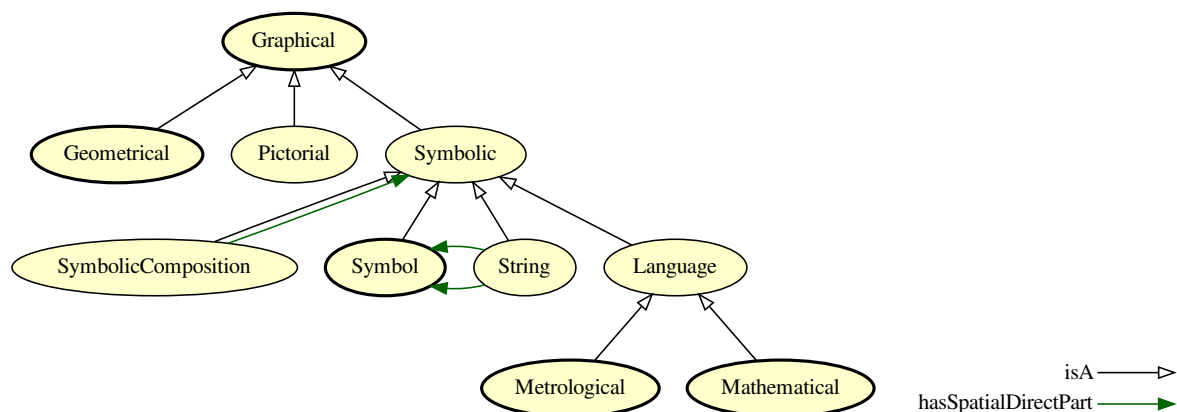 Graphical
Geometrical Pictorial Symbolic
SymbolicComposition Symbol String Language
Metrological Mathematical
isA
hasSpatialDirectPart